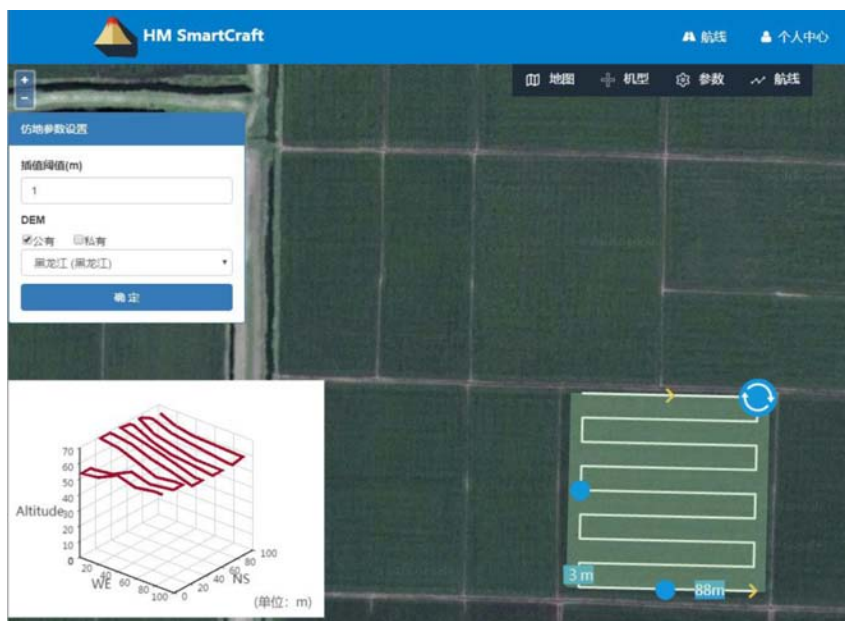 HM SmartCraft
航线
个人中心
+
−
地图
机型
参数
航线
仿地参数设置
插值阈值(m)
1
DEM
公有 私有
黑龙江 (黑龙江)
确 定
70
60
50
40
Altitude
30
20
10
0
0
20
40
WE
60
80
100
0
20
40
NS
60
80
100
(单位: m)
3 m
88m